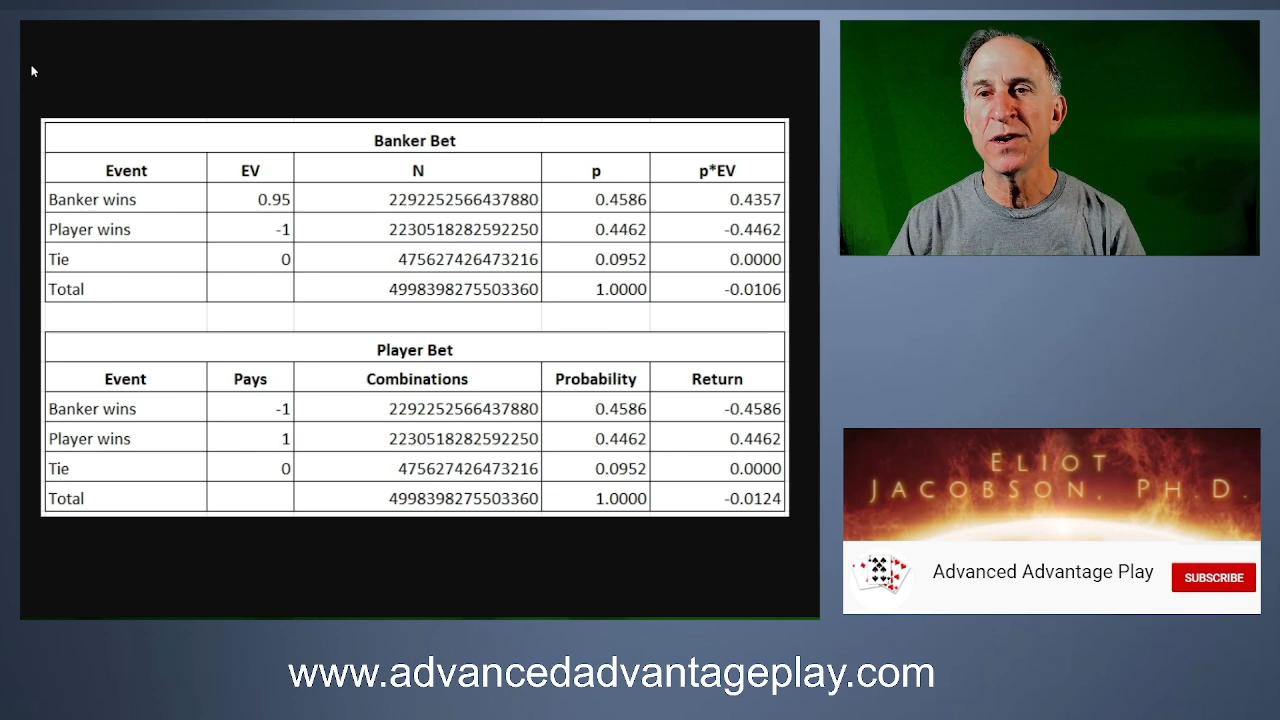 Banker Bet
Event EV N p p*EV
Banker wins 0.95 2292252566437880 0.4586 0.4357
Player wins -1 2230518282592250 0.4462 -0.4462
Tie 0 475627426473216 0.0952 0.0000
Total 4998398275503360 1.0000 -0.0106
Player Bet
Event Pays Combinations Probability Return
Banker wins -1 2292252566437880 0.4586 -0.4586
Player wins 1 2230518282592250 0.4462 0.4462
Tie 0 475627426473216 0.0952 0.0000
Total 4998398275503360 1.0000 -0.0124
ELIOT
JACOBSON, PH.D.
Advanced Advantage Play
SUBSCRIBE
www.advancedadvantageplay.com